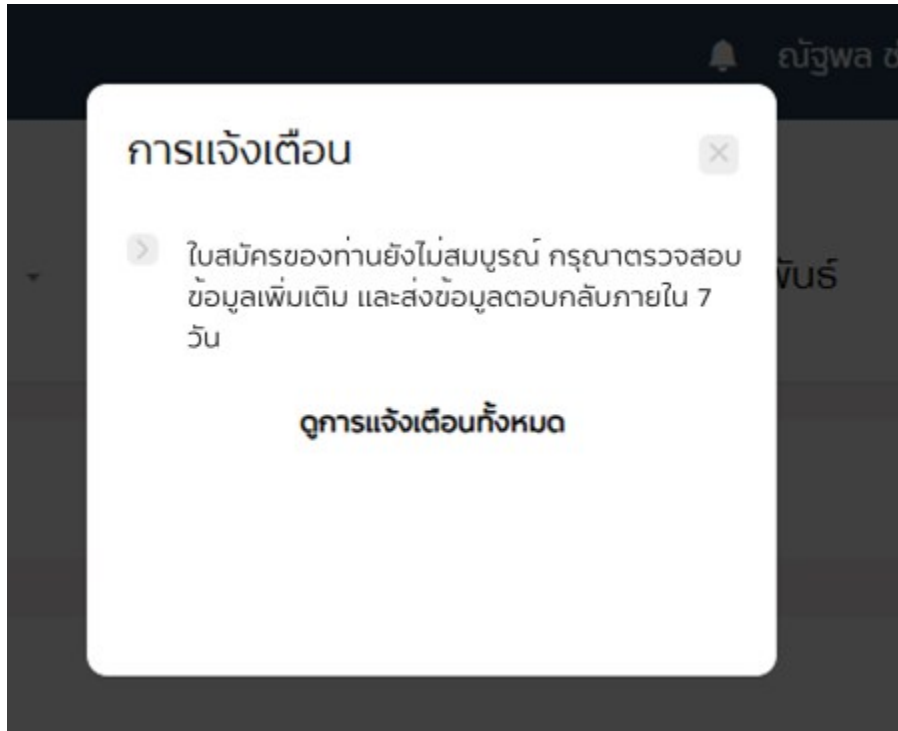 ณัฐพล
การแจ้งเตือน
ใบสมัครของท่านยังไม่สมบูรณ์ กรุณาตรวจสอบ
ข้อมูลเพิ่มเติม และส่งข้อมูลตอบกลับภายใน 7
วัน
ดูการแจ้งเตือนทั้งหมด